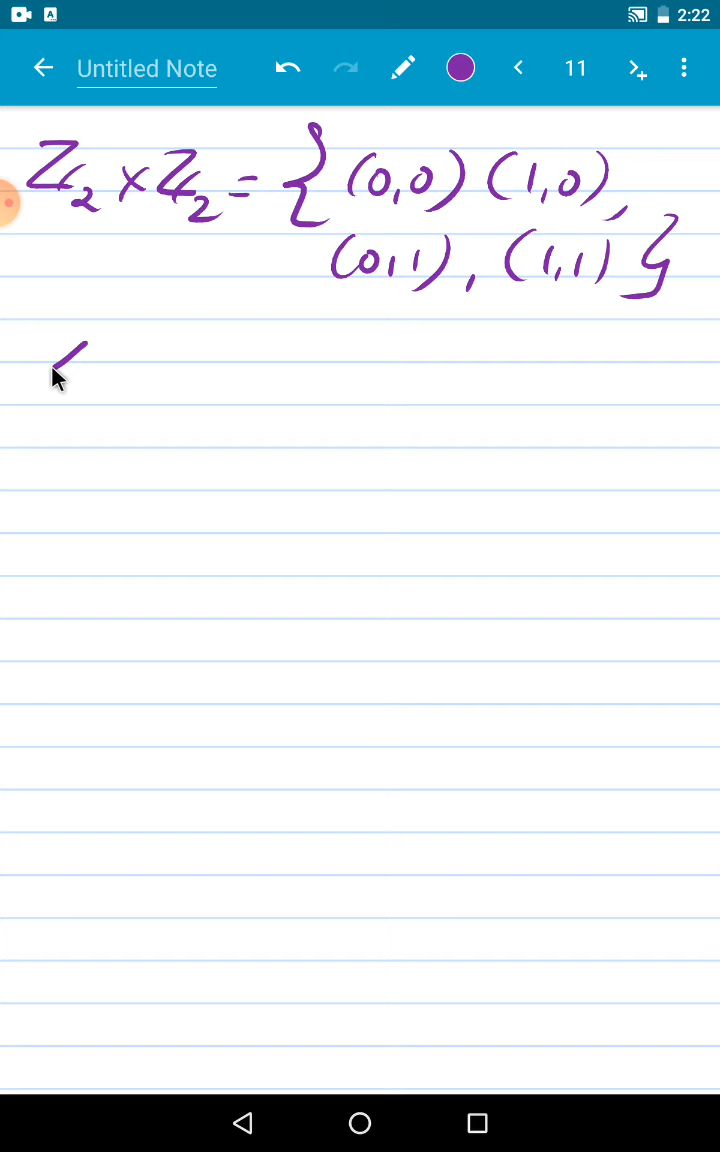 2:22
Untitled Note 11
Z₂ × Z₂ = { (0,0) (1,0),
(0,1), (1,1) }